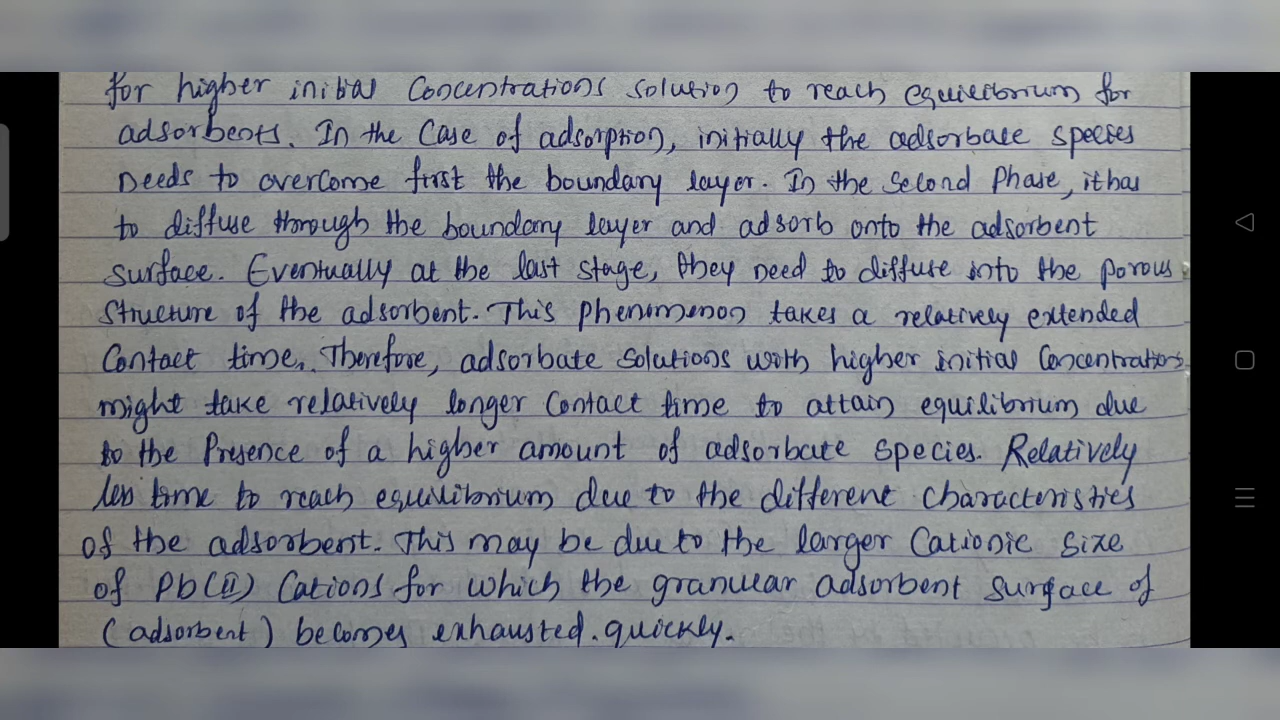 for higher initial Concentrations solution to reach equilibrium for
adsorbents. In the Case of adsorption, initially the adsorbate species
needs to overcome first the boundary layer. In the Second Phase, it has
to diffuse through the boundary layer and adsorb onto the adsorbent
surface. Eventually at the last stage, they need to diffuse into the porous
Structure of the adsorbent. This phenomenon takes a relatively extended
Contact time. Therefore, adsorbate solutions with higher initial Concentrations
might take relatively longer Contact time to attain equilibrium due
to the Presence of a higher amount of adsorbate species. Relatively
less time to reach equilibrium due to the different characteristics
of the adsorbent. This may be due to the larger Cationic Size
of Pb(II) Cations for which the granular adsorbent surface of
(adsorbent) becomes exhausted. quickly.